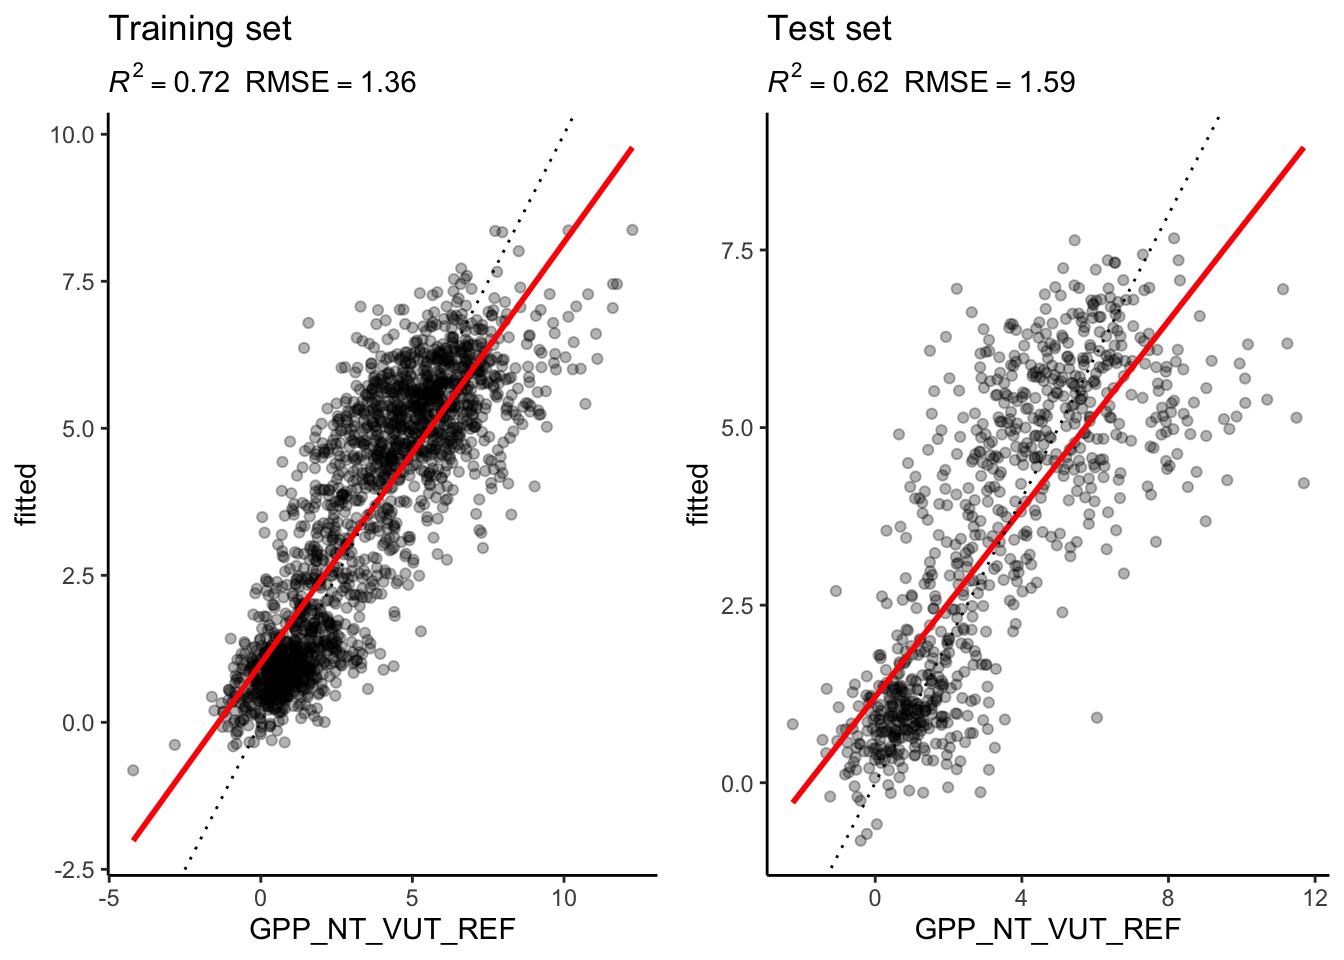 Training set
R² = 0.72 RMSE = 1.36
10.0
7.5
5.0
2.5
0.0
-2.5
fitted
-5 0 5 10
GPP_NT_VUT_REF
Test set
R² = 0.62 RMSE = 1.59
7.5
5.0
2.5
0.0
fitted
0 4 8 12
GPP_NT_VUT_REF